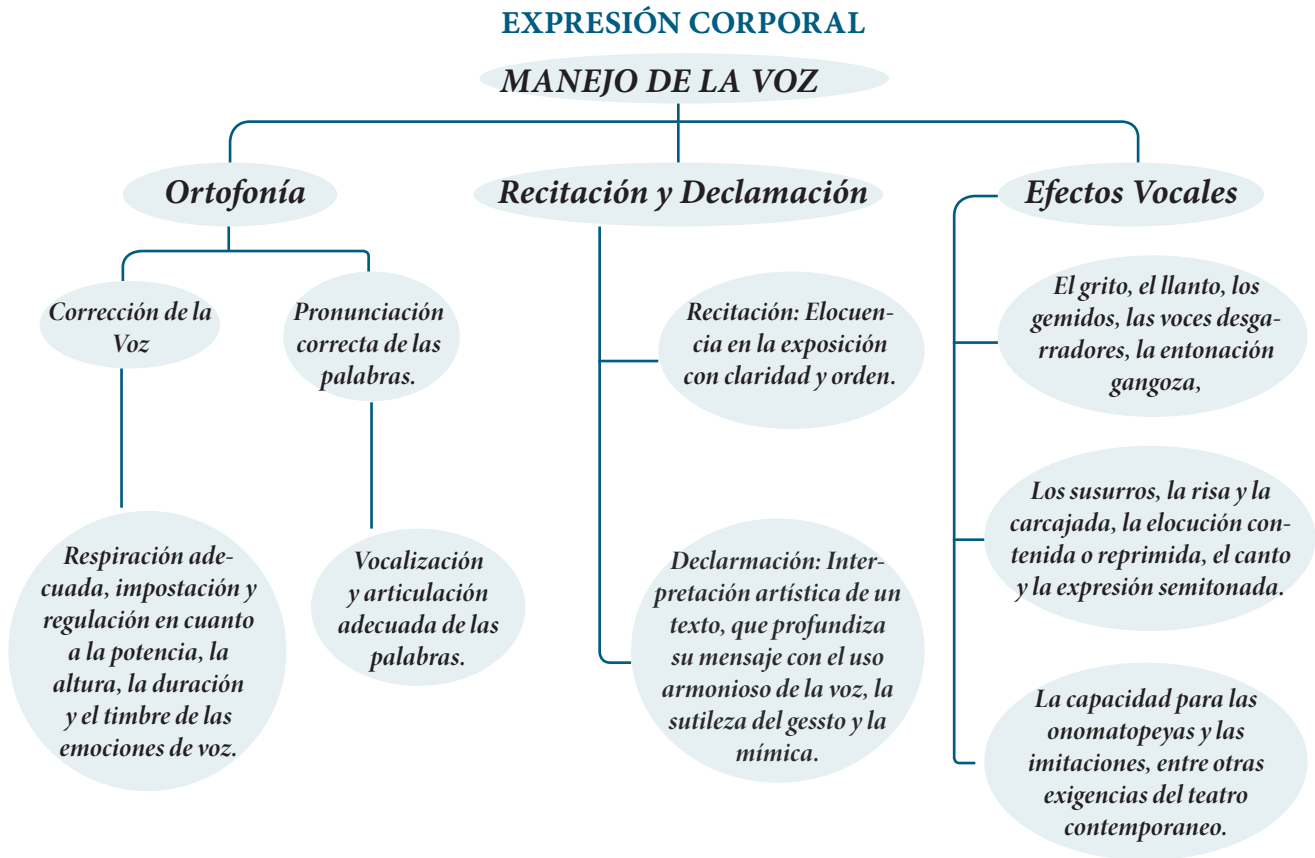 EXPRESIÓN CORPORAL
MANEJO DE LA VOZ
Ortofonía
Corrección de la
Voz
Respiración ade-
cuada, impostación y
regulación en cuanto
a la potencia, la
altura, la duración
y el timbre de las
emociones de voz.
Pronunciación
correcta de las
palabras.
Vocalización
y articulación
adecuada de las
palabras.
Recitación y Declamación
Recitación: Elocuen-
cia en la exposición
con claridad y orden.
Declarmación: Inter-
pretación artística de un
texto, que profundiza
su mensaje con el uso
armonioso de la voz, la
sutileza del gessto y la
mímica.
Efectos Vocales
El grito, el llanto, los
gemidos, las voces desga-
rradores, la entonación
gangoza,
Los susurros, la risa y la
carcajada, la elocución con-
tenida o reprimida, el canto
y la expresión semitonada.
La capacidad para las
onomatopeyas y las
imitaciones, entre otras
exigencias del teatro
contemporaneo.